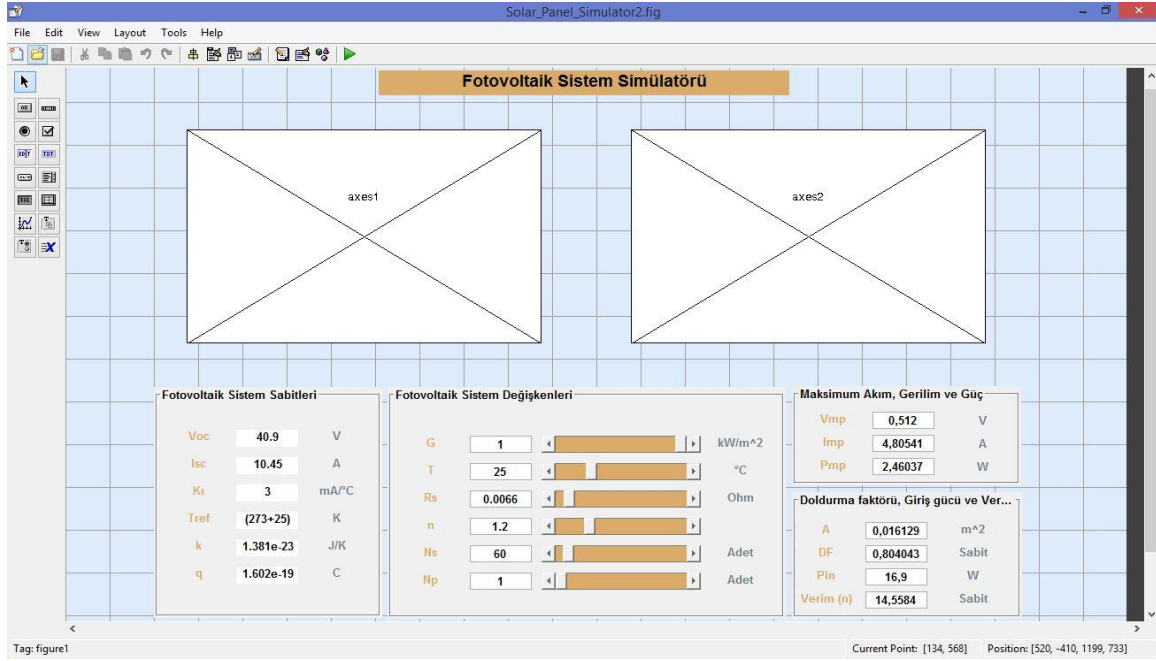 Solar_Panel_Simulator2.fig
File Edit View Layout Tools Help
Fotovoltaik Sistem Simülatörü
OK
EDIT TXT
TGL
axes1 axes2
Fotovoltaik Sistem Sabitleri
Voc 40.9 V
Isc 10.45 A
Kı 3 mA/°C
Tref (273+25) K
k 1.381e-23 J/K
q 1.602e-19 C
Fotovoltaik Sistem Değişkenleri
G 1 kW/m^2
T 25 °C
Rs 0.0066 Ohm
n 1.2
Ns 60 Adet
Np 1 Adet
Maksimum Akım, Gerilim ve Güç
Vmp 0,512 V
Imp 4,80541 A
Pmp 2,46037 W
Doldurma faktörü, Giriş gücü ve Ver...
A 0,016129 m^2
DF 0,804043 Sabit
Pin 16,9 W
Verim (n) 14,5584 Sabit
Tag: figure1
Current Point: [134, 568] Position: [520, -410, 1199, 733]